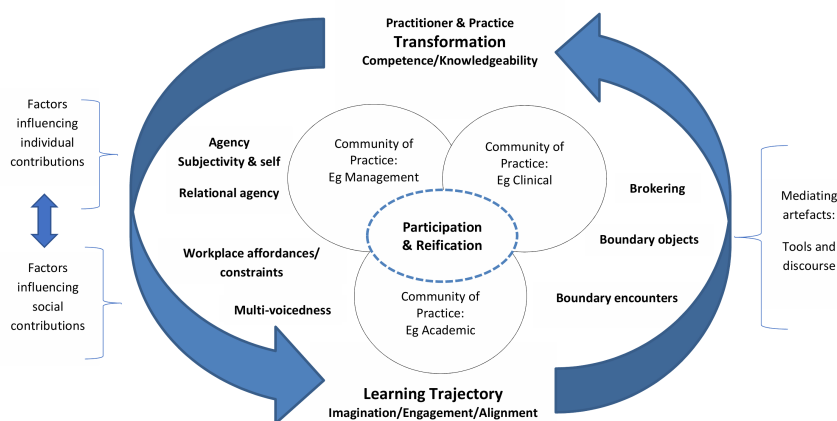 Practitioner & Practice
Transformation
Competence/Knowledgeability
Factors
influencing
individual
contributions
Factors
influencing
social
contributions
Agency
Subjectivity & self
Relational agency
Workplace affordances/
constraints
Multi-voicedness
Community of
Practice:
Eg Management
Community of
Practice:
Eg Clinical
Participation
& Reification
Community of
Practice:
Eg Academic
Brokering
Boundary objects
Boundary encounters
Mediating
artefacts:
Tools and
discourse
Learning Trajectory
Imagination/Engagement/Alignment